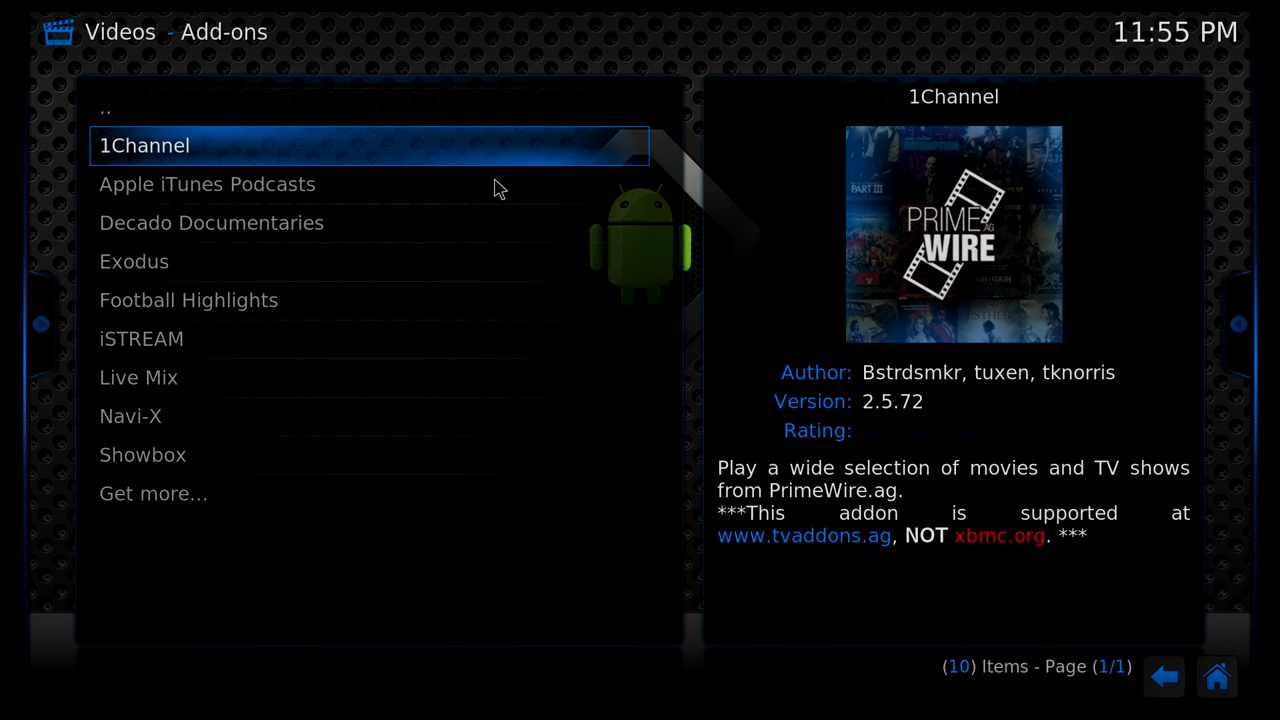 Videos - Add-ons
11:55 PM
..
1Channel
Apple iTunes Podcasts
Decado Documentaries
Exodus
Football Highlights
iSTREAM
Live Mix
Navi-X
Showbox
Get more...
1Channel
PART III
PRIME
AG
WIRE
Author: Bstrdsmkr, tuxen, tknorris
Version: 2.5.72
Rating:
Play a wide selection of movies and TV shows
from PrimeWire.ag.
***This addon is supported at
www.tvaddons.ag, NOT xbmc.org. ***
(10) Items - Page (1/1)